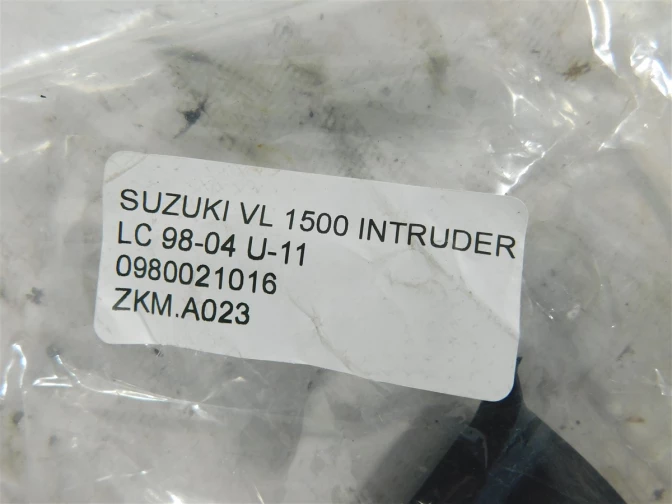 SUZUKI VL 1500 INTRUDER
LC 98-04 U-11
0980021016
ZKM.A023